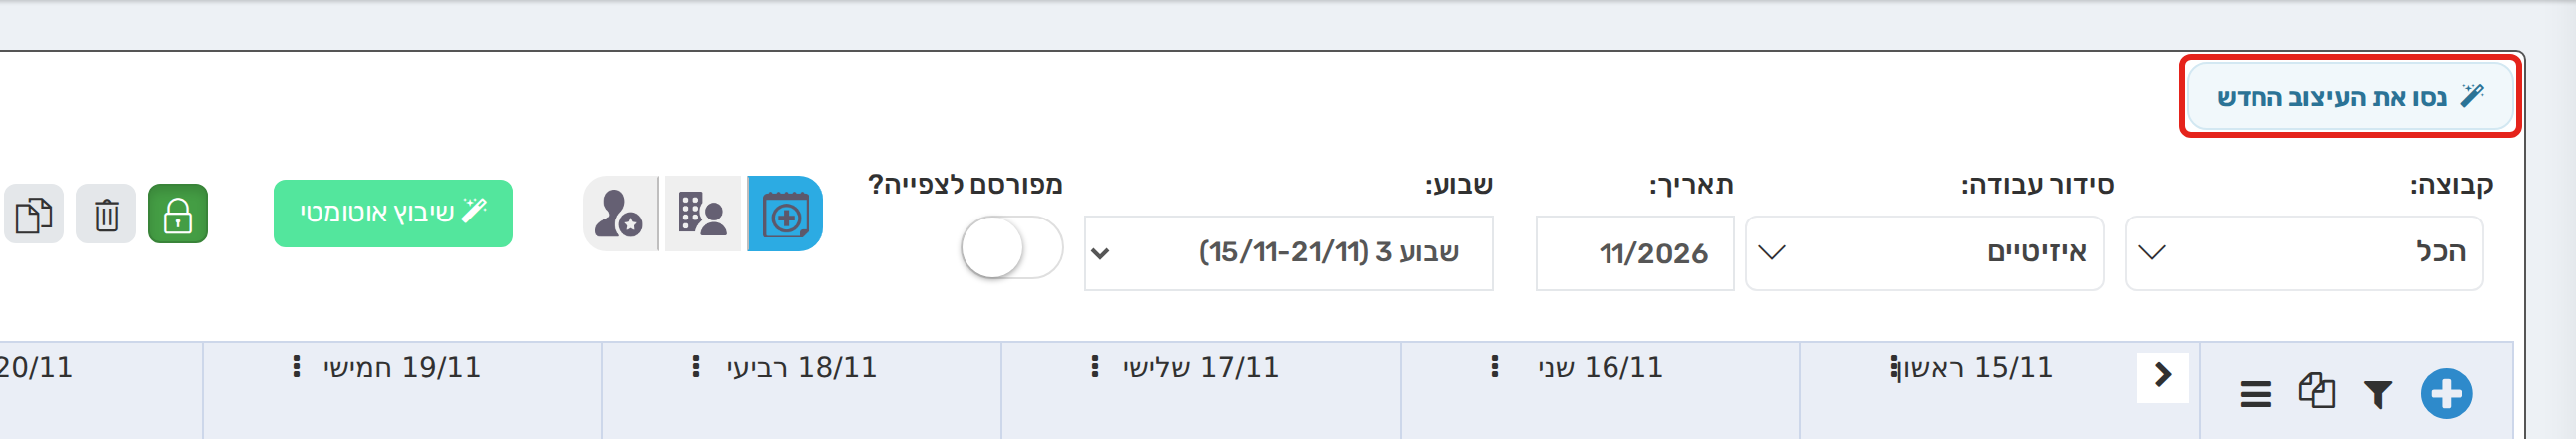 נסו את העיצוב החדש
קבוצה:
סידור עבודה:
תאריך:
שבוע:
מפורסם לצפייה?
הכל
איזיטיים
11/2026
שבוע 3 (15/11-21/11)
שיבוץ אוטומטי
15/11 ראשון
16/11 שני
17/11 שלישי
18/11 רביעי
19/11 חמישי
20/11